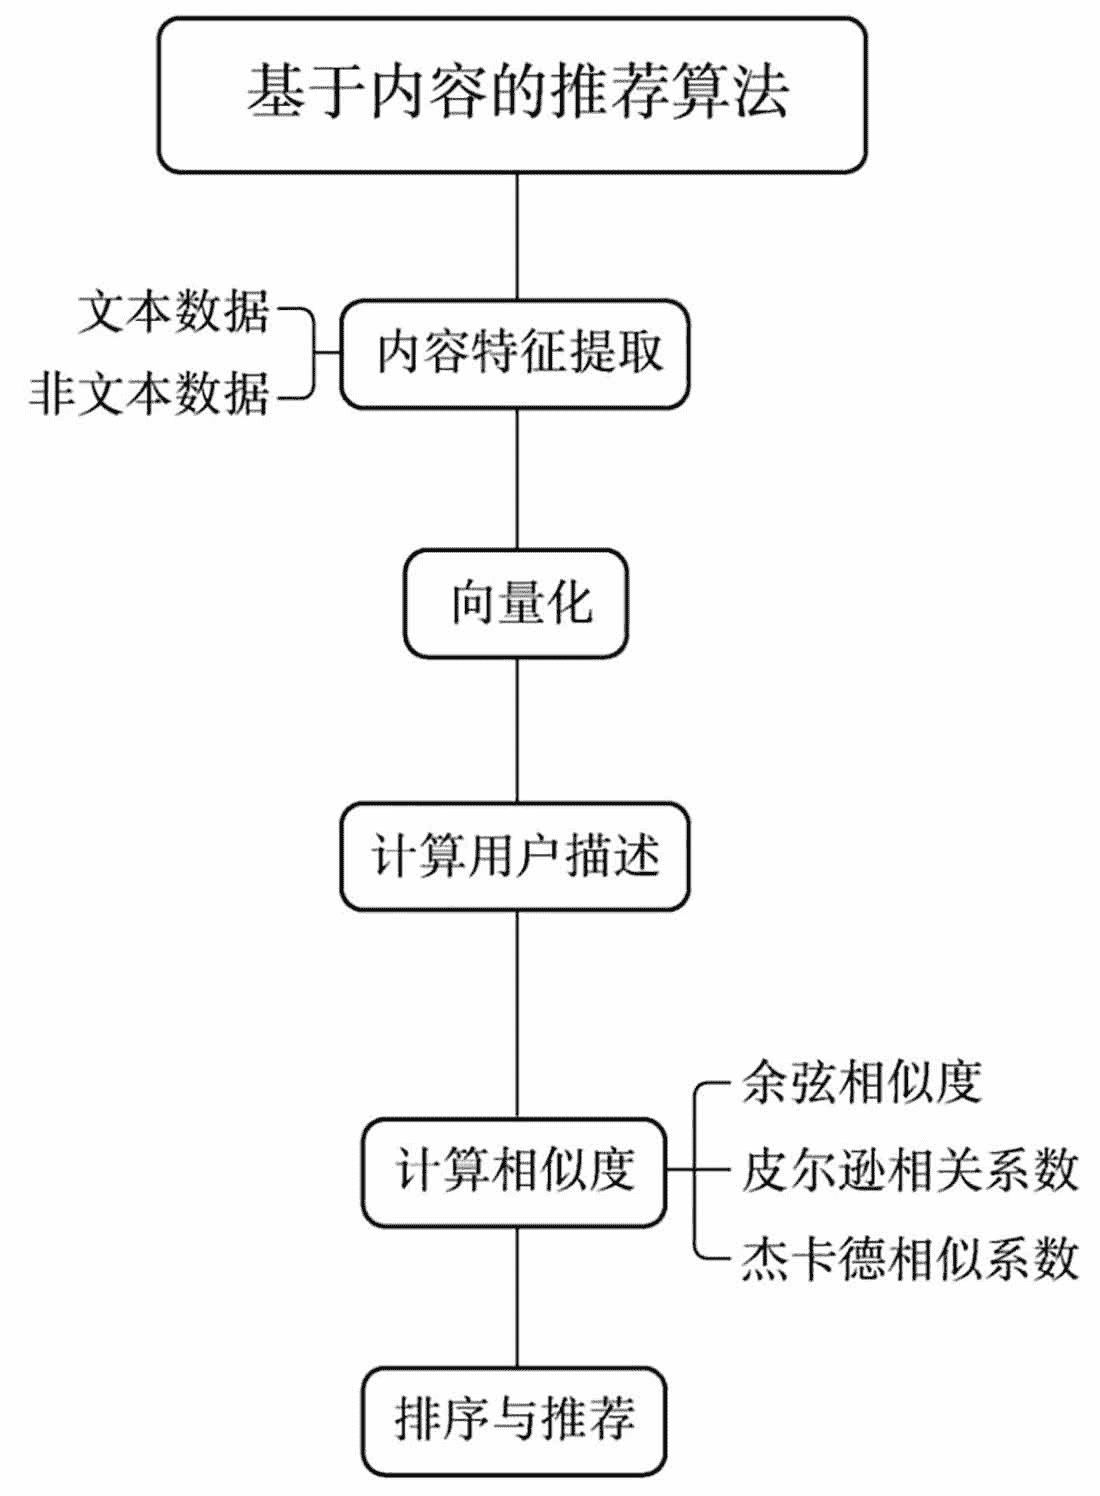 基于内容的推荐算法
文本数据
内容特征提取
非文本数据
向量化
计算用户描述
余弦相似度
计算相似度
皮尔逊相关系数
杰卡德相似系数
排序与推荐